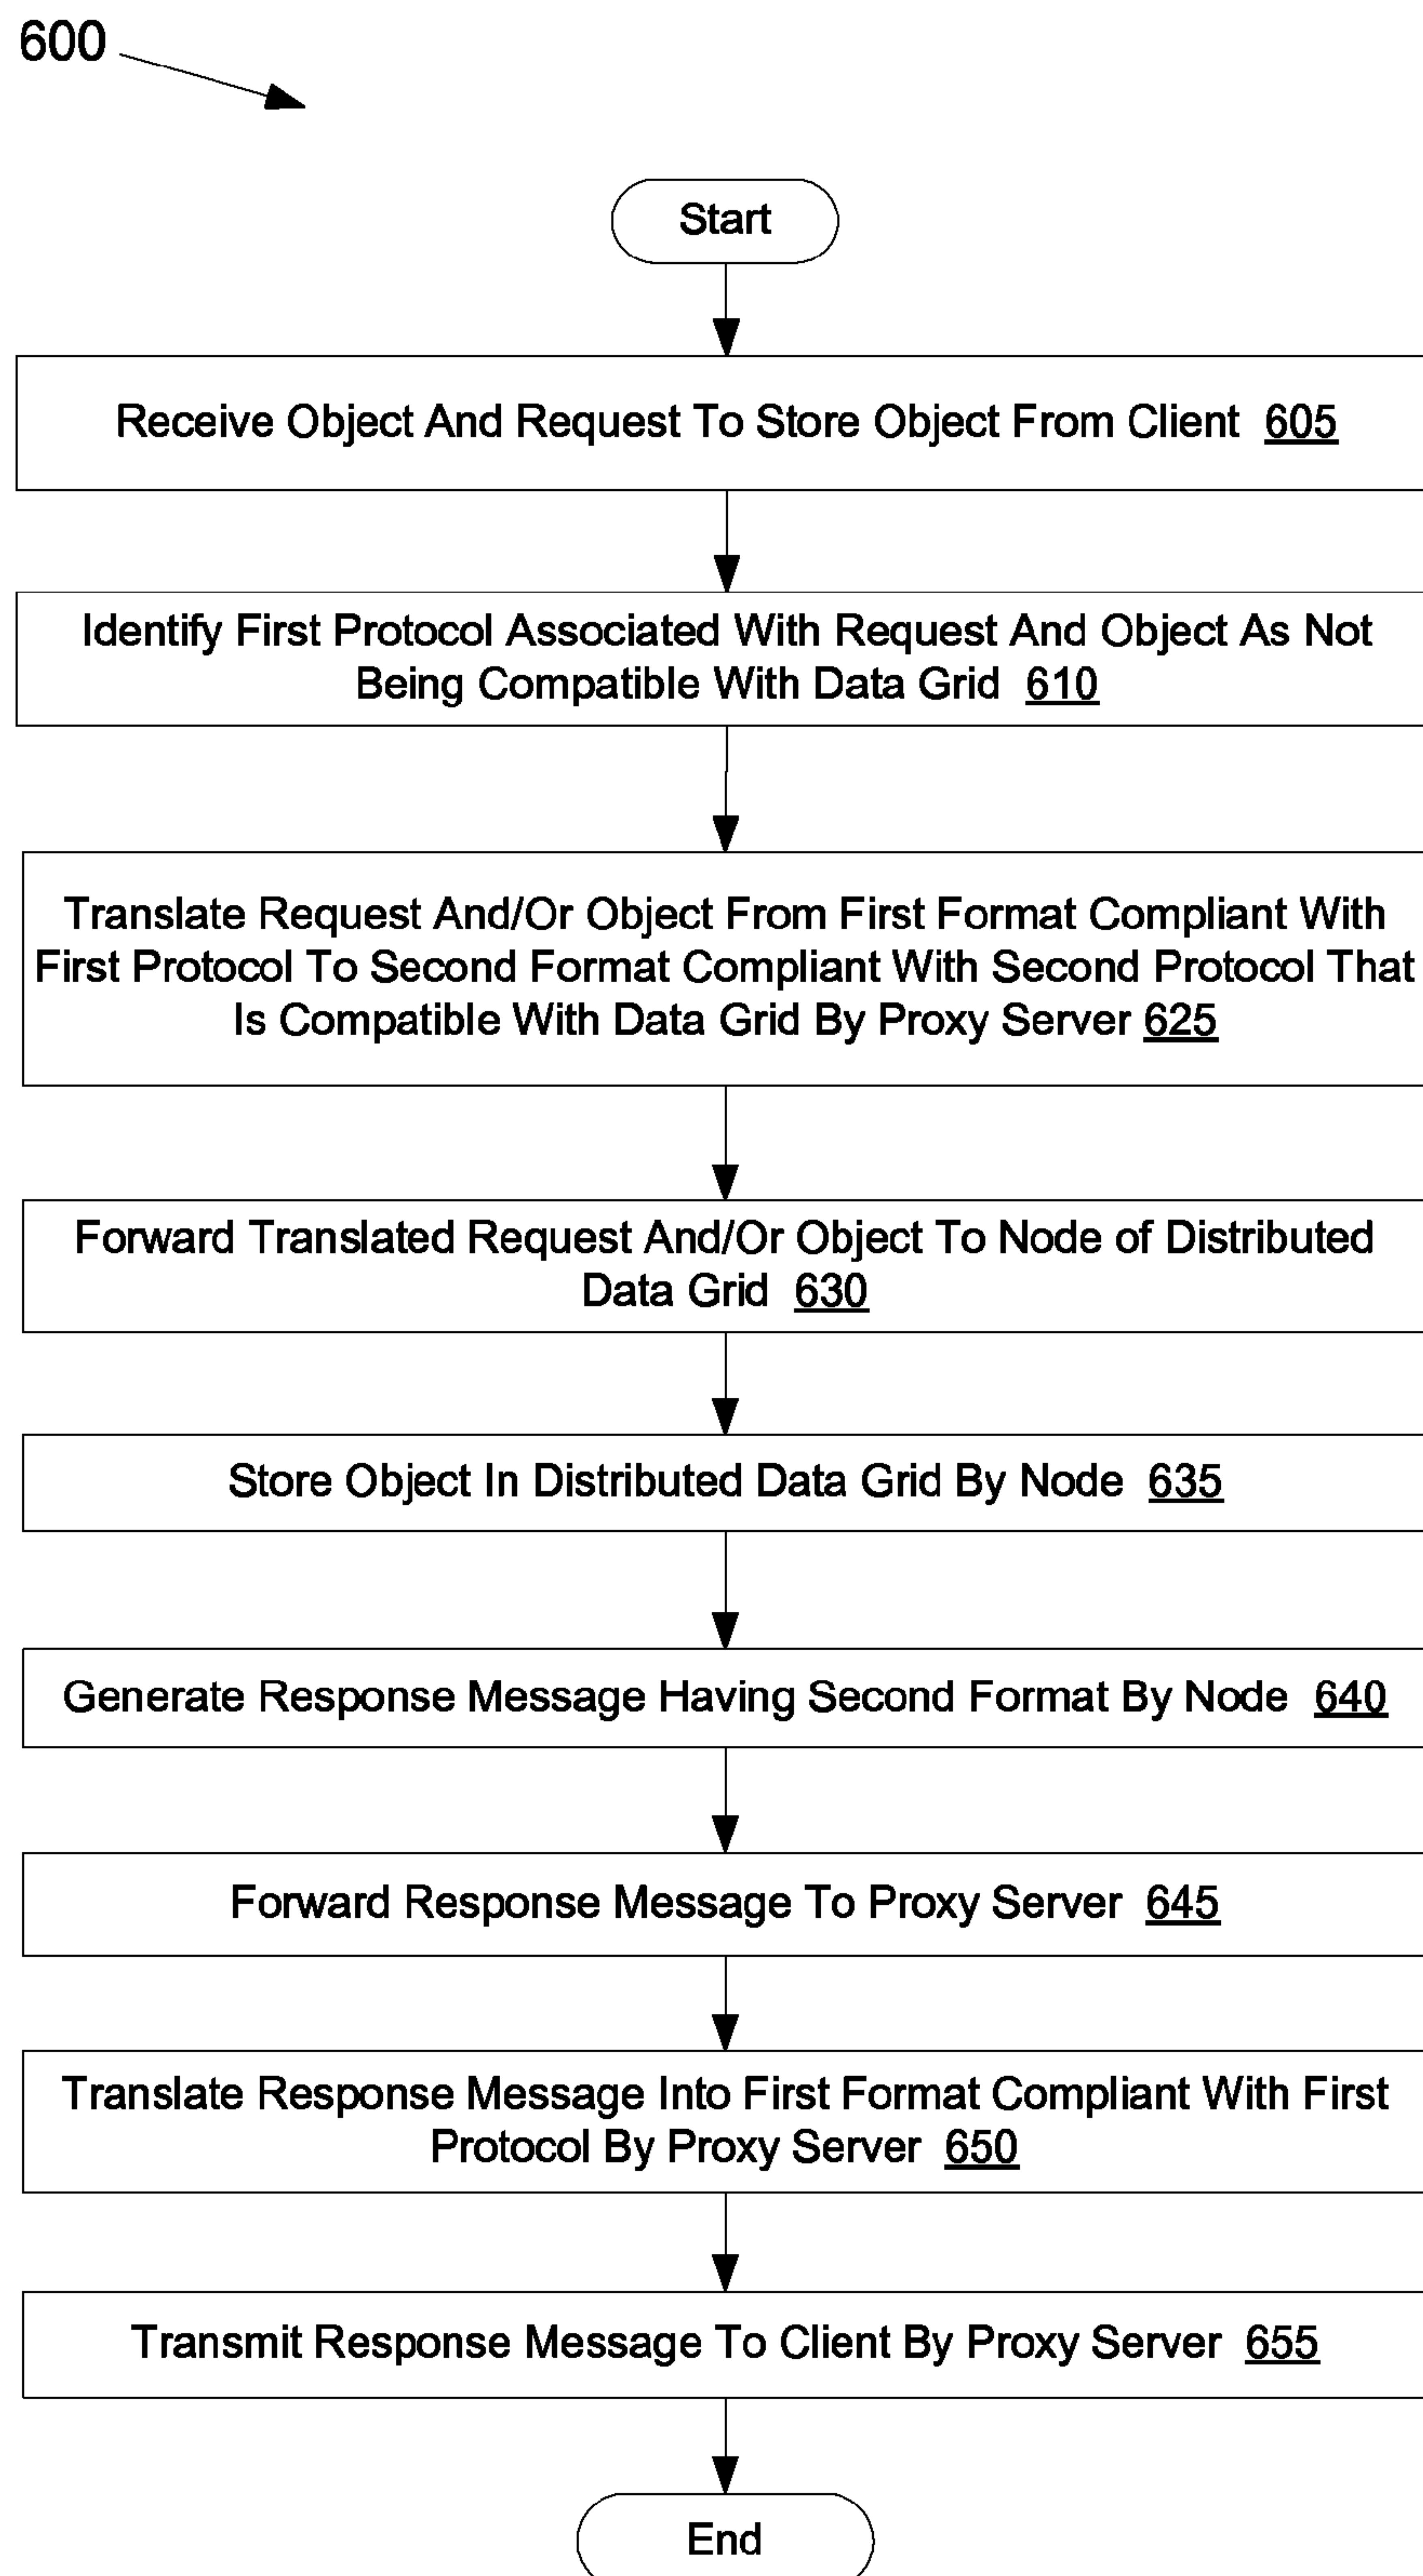 600
Start
Receive Object And Request To Store Object From Client 605
Identify First Protocol Associated With Request And Object As Not
Being Compatible With Data Grid 610
Translate Request And/Or Object From First Format Compliant With
First Protocol To Second Format Compliant With Second Protocol That
Is Compatible With Data Grid By Proxy Server 625
Forward Translated Request And/Or Object To Node of Distributed
Data Grid 630
Store Object In Distributed Data Grid By Node 635
Generate Response Message Having Second Format By Node 640
Forward Response Message To Proxy Server 645
Translate Response Message Into First Format Compliant With First
Protocol By Proxy Server 650
Transmit Response Message To Client By Proxy Server 655
End